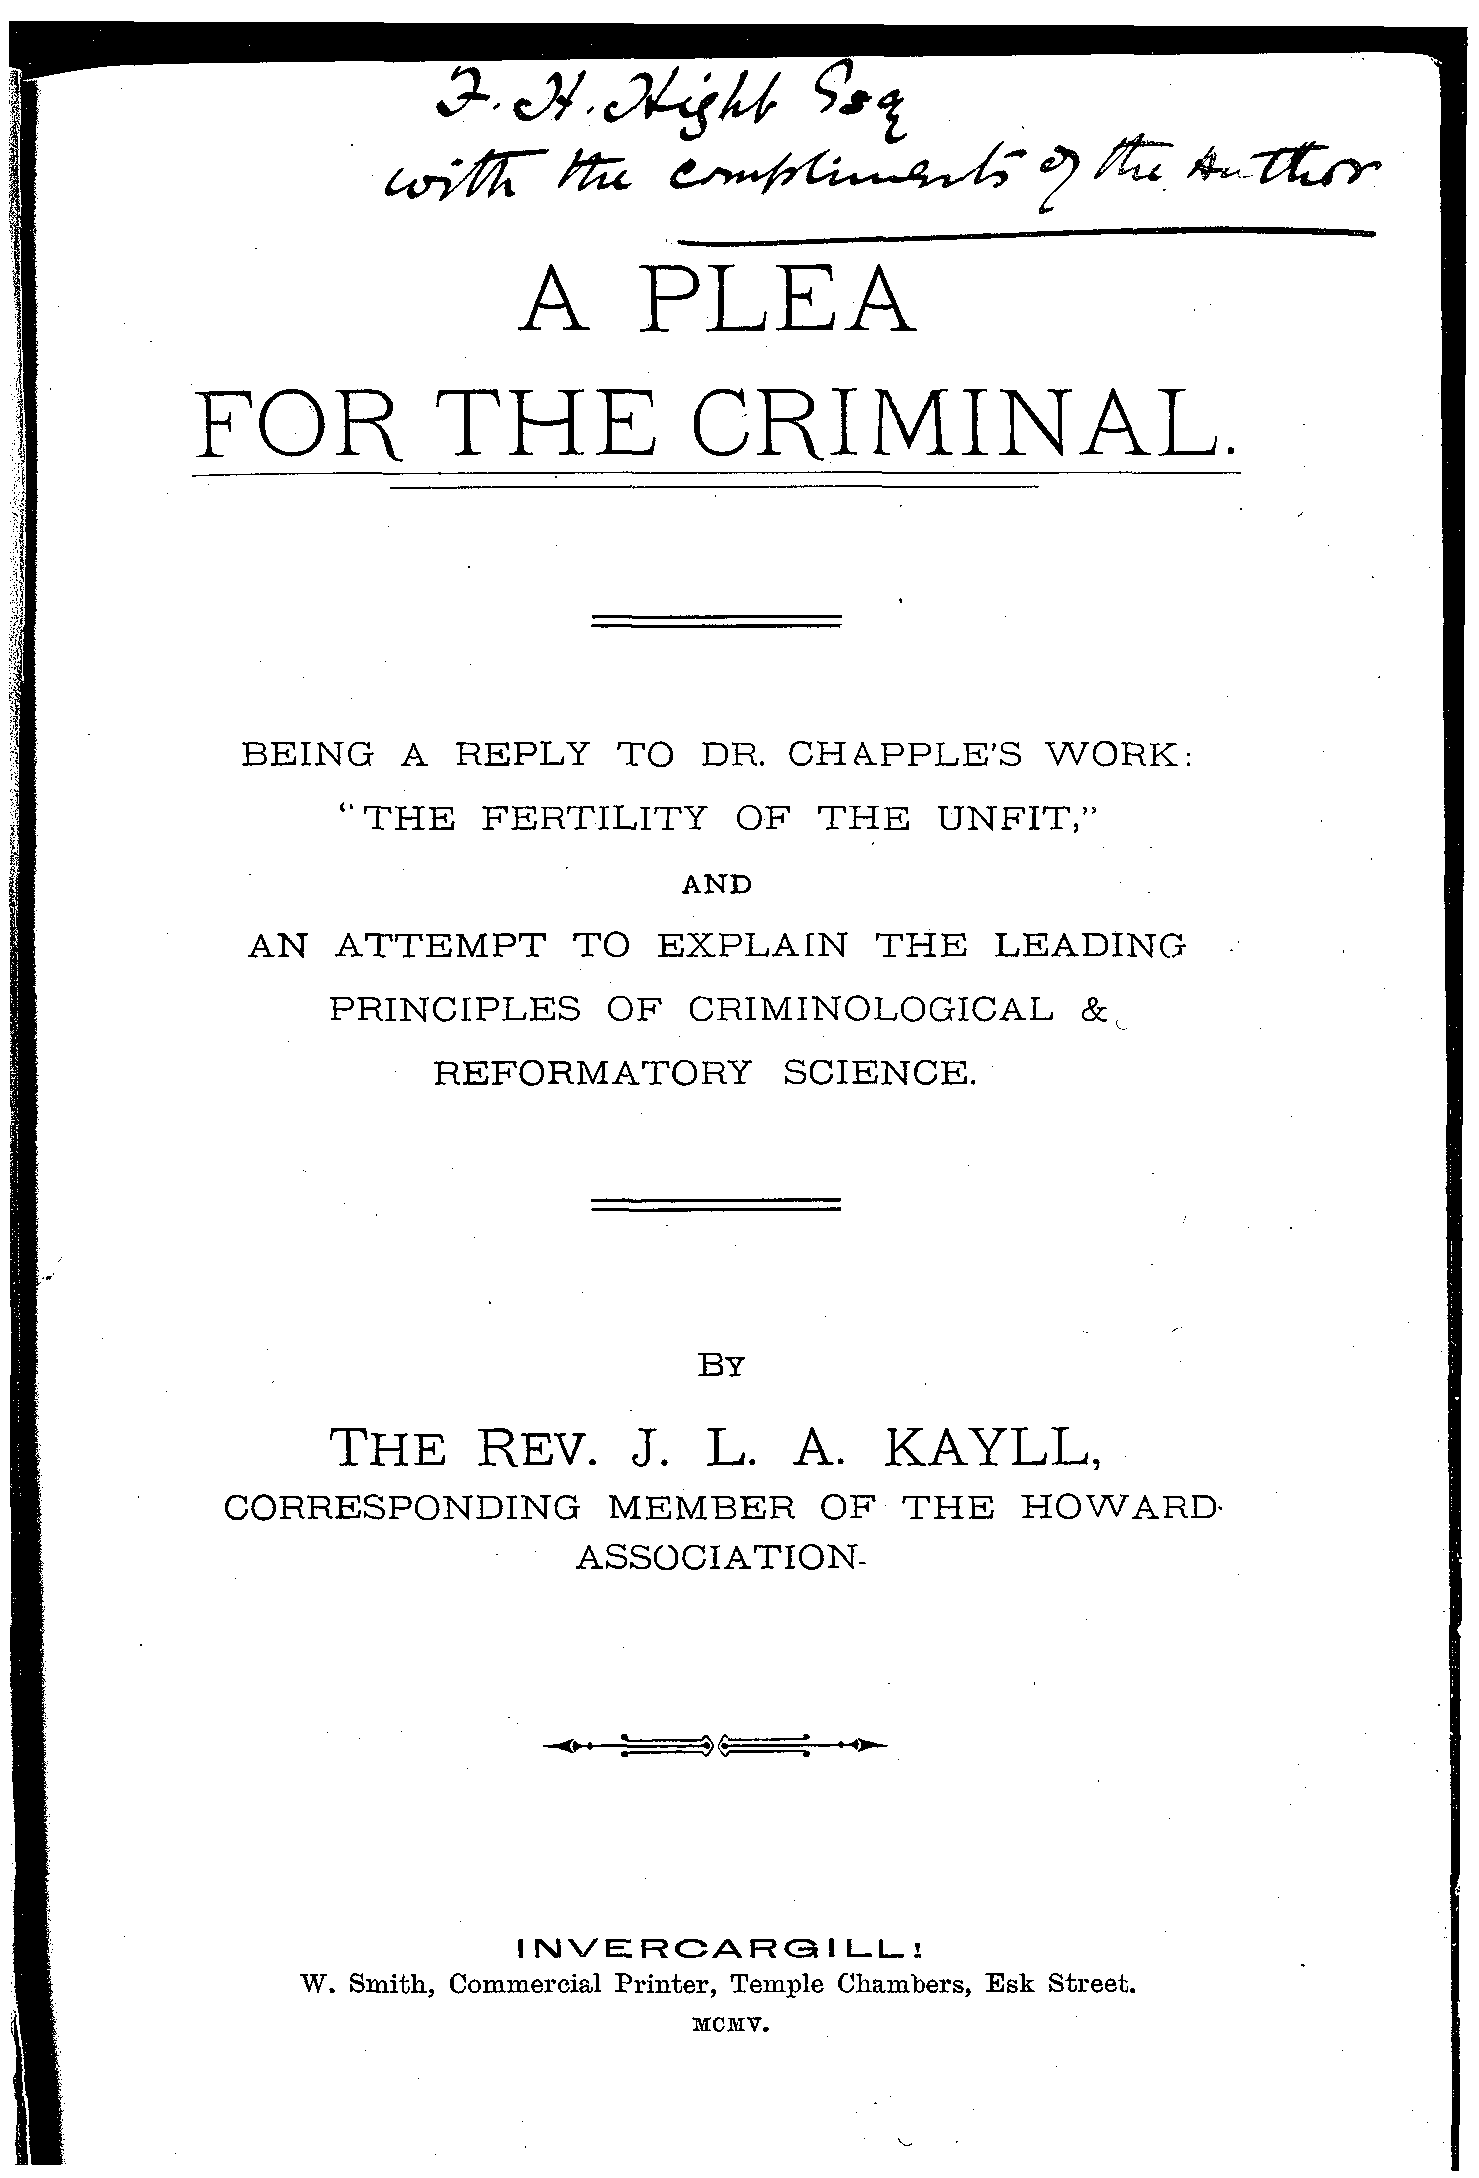 F. H. Hight Esq
with the compliments of the Author
A PLEA
FOR THE CRIMINAL.
BEING A REPLY TO DR. CHAPPLE'S WORK:
"THE FERTILITY OF THE UNFIT,"
AND
AN ATTEMPT TO EXPLAIN THE LEADING
PRINCIPLES OF CRIMINOLOGICAL &
REFORMATORY SCIENCE.
BY
THE REV. J. L. A. KAYLL,
CORRESPONDING MEMBER OF THE HOWARD
ASSOCIATION.
INVERCARGILL:
W. Smith, Commercial Printer, Temple Chambers, Esk Street.
MCMV.